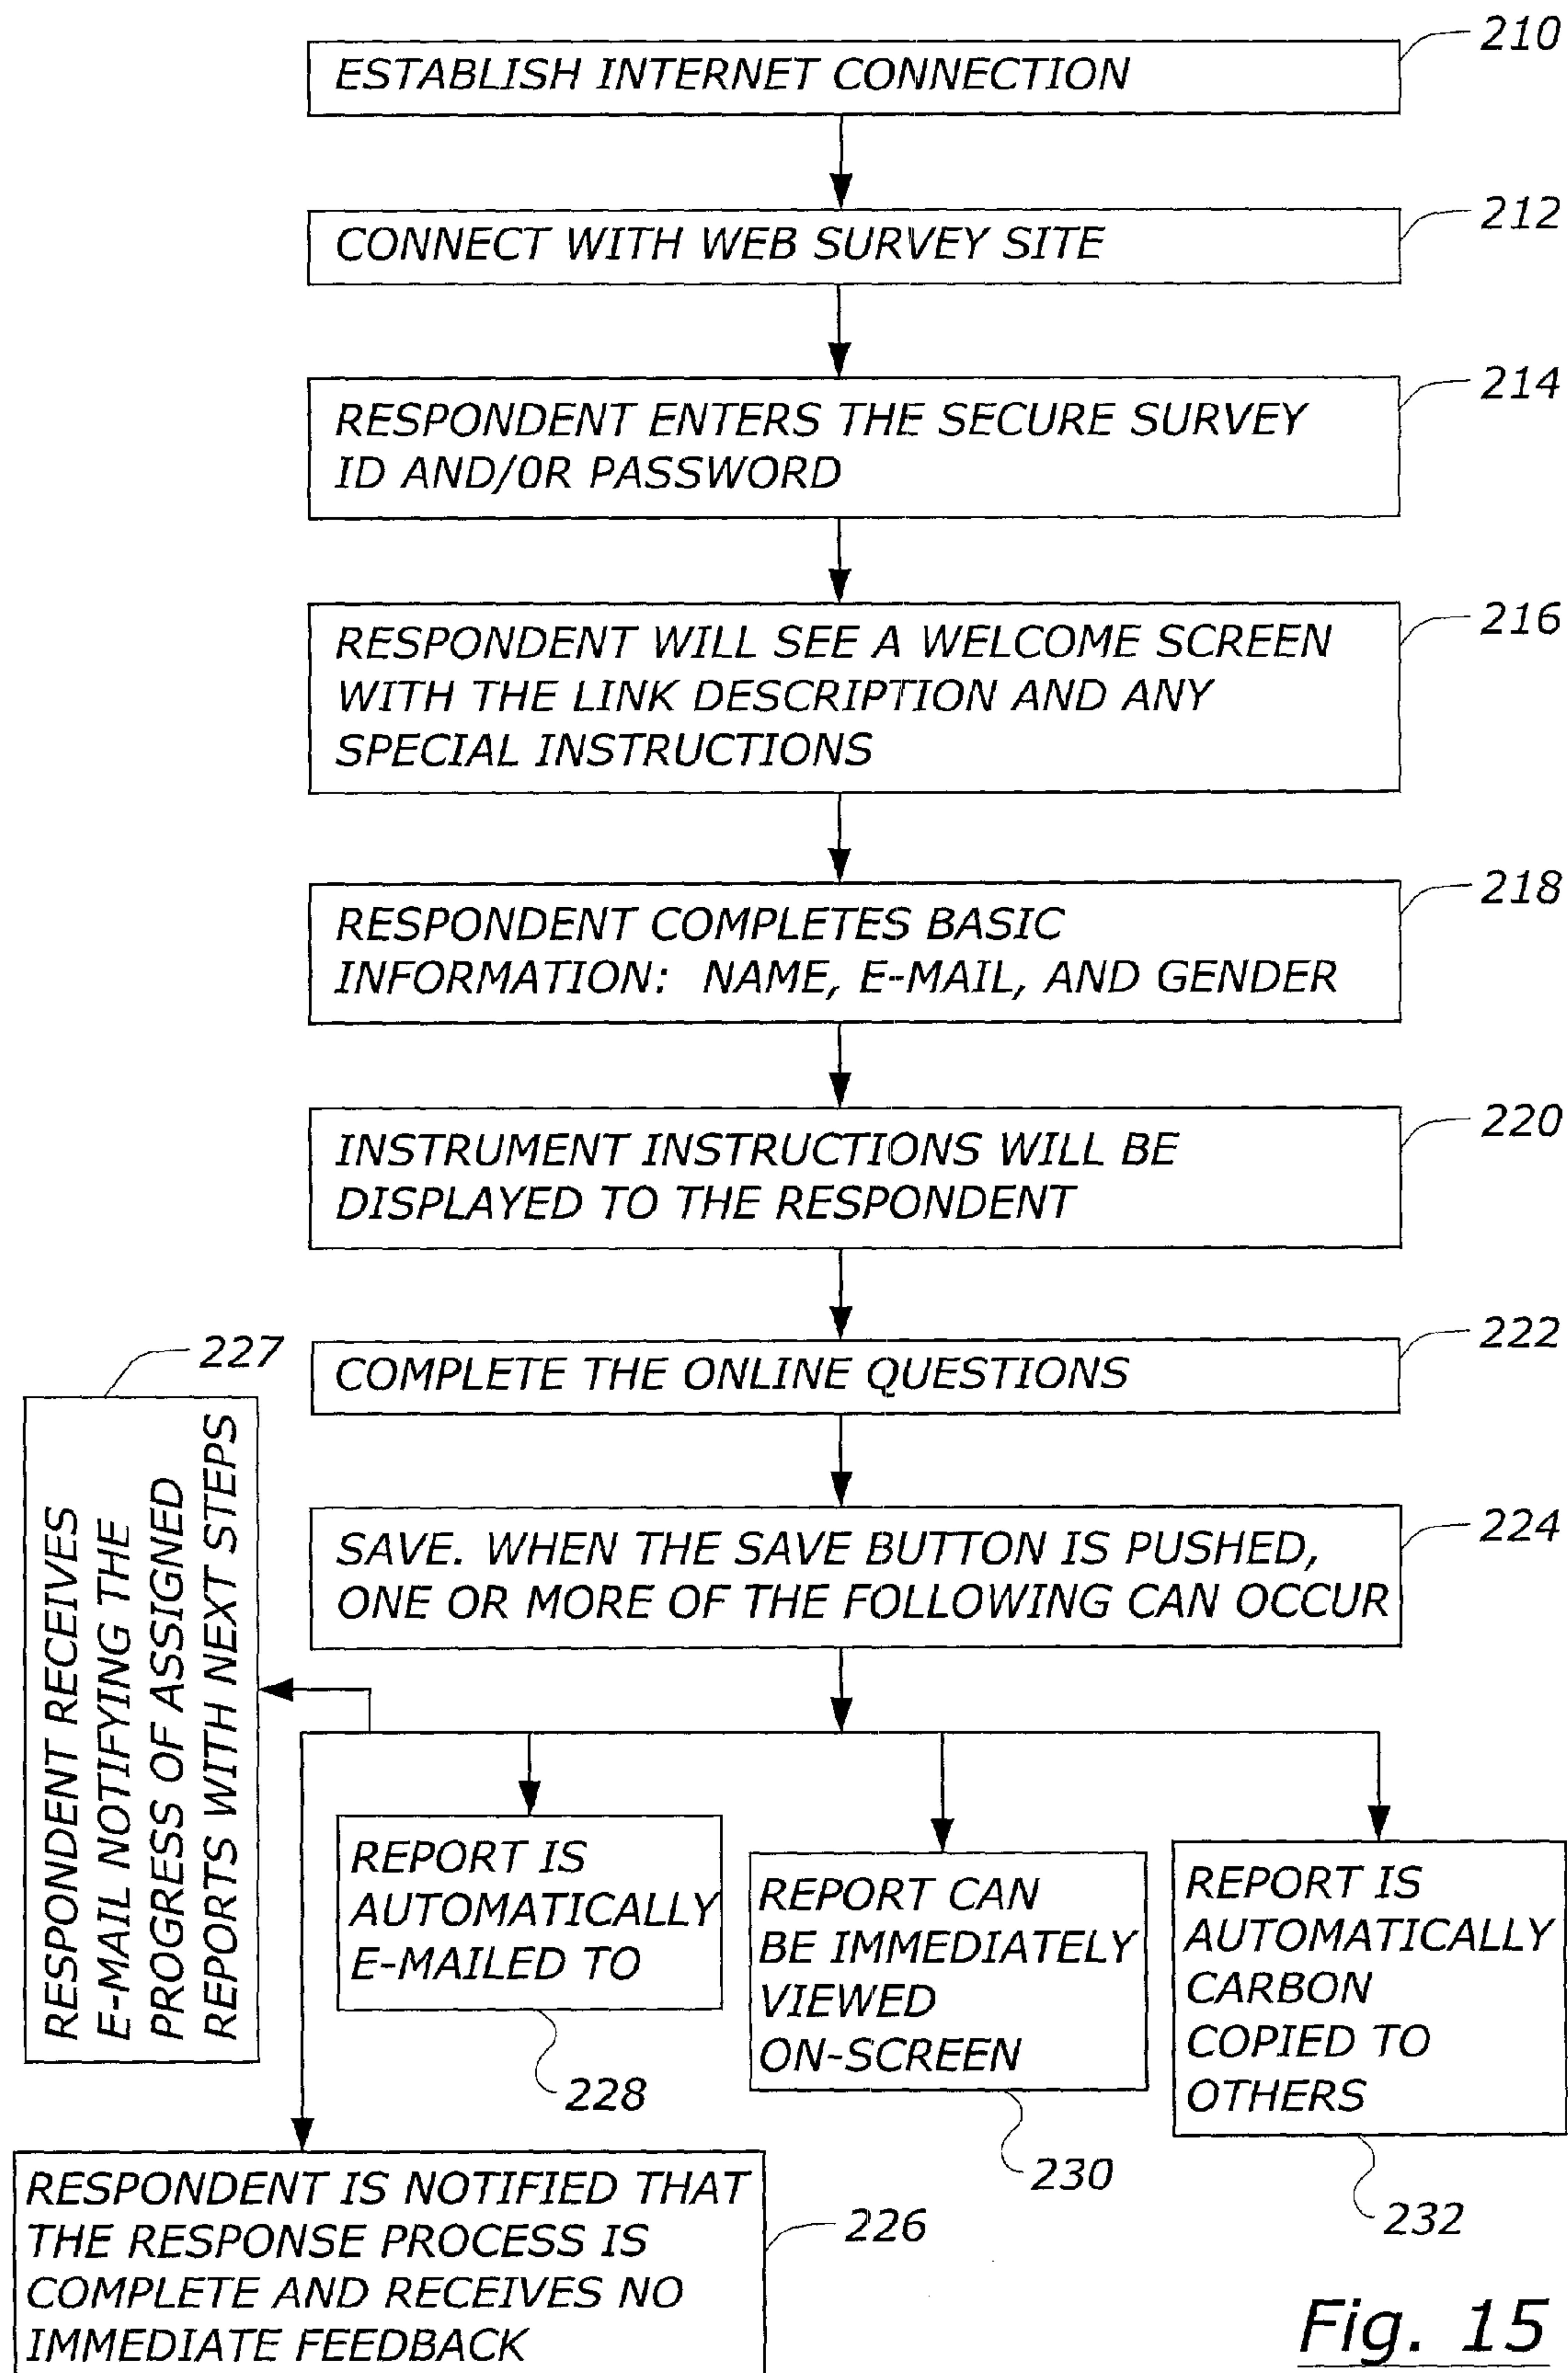 210
ESTABLISH INTERNET CONNECTION
212
CONNECT WITH WEB SURVEY SITE
214
RESPONDENT ENTERS THE SECURE SURVEY
ID AND/OR PASSWORD
216
RESPONDENT WILL SEE A WELCOME SCREEN
WITH THE LINK DESCRIPTION AND ANY
SPECIAL INSTRUCTIONS
218
RESPONDENT COMPLETES BASIC
INFORMATION: NAME, E-MAIL, AND GENDER
220
INSTRUMENT INSTRUCTIONS WILL BE
DISPLAYED TO THE RESPONDENT
222
COMPLETE THE ONLINE QUESTIONS
224
SAVE. WHEN THE SAVE BUTTON IS PUSHED,
ONE OR MORE OF THE FOLLOWING CAN OCCUR
227
RESPONDENT RECEIVES
E-MAIL NOTIFYING THE
PROGRESS OF ASSIGNED
REPORTS WITH NEXT STEPS
REPORT IS
AUTOMATICALLY
E-MAILED TO
228
REPORT CAN
BE IMMEDIATELY
VIEWED
ON-SCREEN
230
REPORT IS
AUTOMATICALLY
CARBON
COPIED TO
OTHERS
232
RESPONDENT IS NOTIFIED THAT
THE RESPONSE PROCESS IS
COMPLETE AND RECEIVES NO
IMMEDIATE FEEDBACK
226
Fig. 15